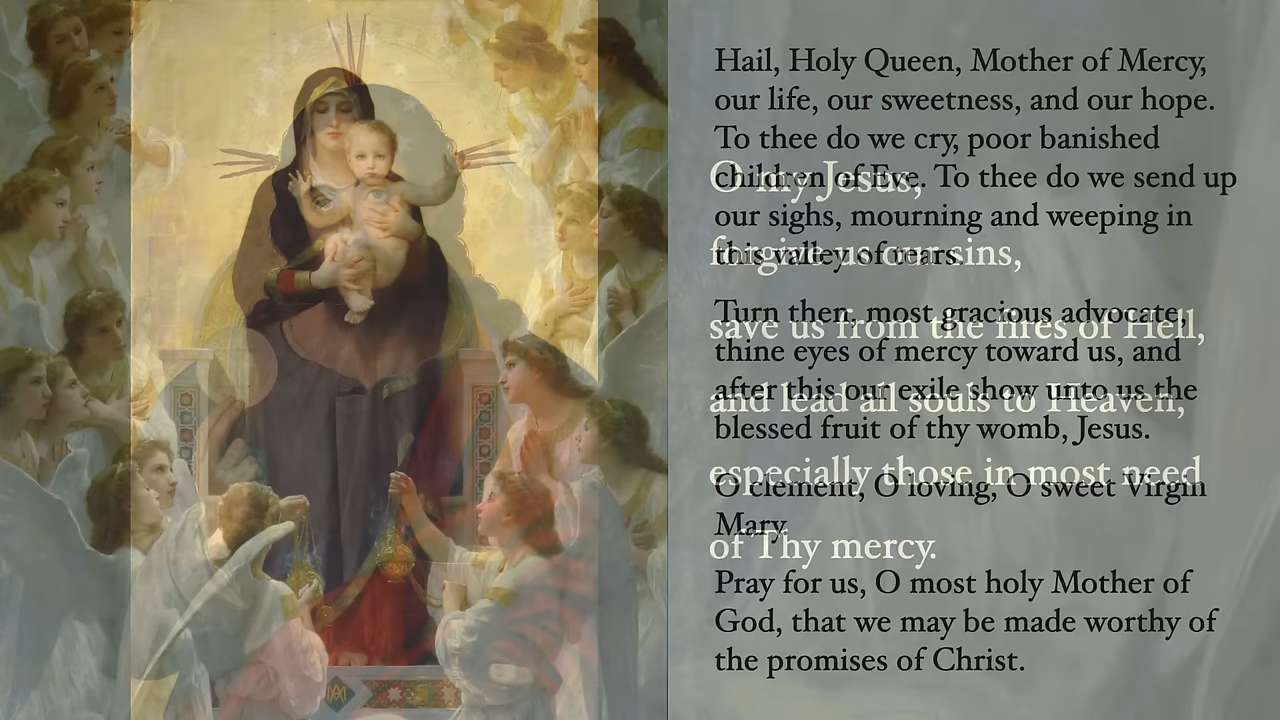 Hail, Holy Queen, Mother of Mercy,
our life, our sweetness, and our hope.
To thee do we cry, poor banished
children of Eve. To thee do we send up
our sighs, mourning and weeping in
this valley of tears.
Turn then, most gracious advocate,
thine eyes of mercy toward us, and
after this our exile show unto us the
blessed fruit of thy womb, Jesus.
O clement, O loving, O sweet Virgin
Mary.
Pray for us, O most holy Mother of
God, that we may be made worthy of
the promises of Christ.
O my Jesus,
forgive us our sins,
save us from the fires of Hell,
and lead all souls to Heaven,
especially those in most need
of Thy mercy.